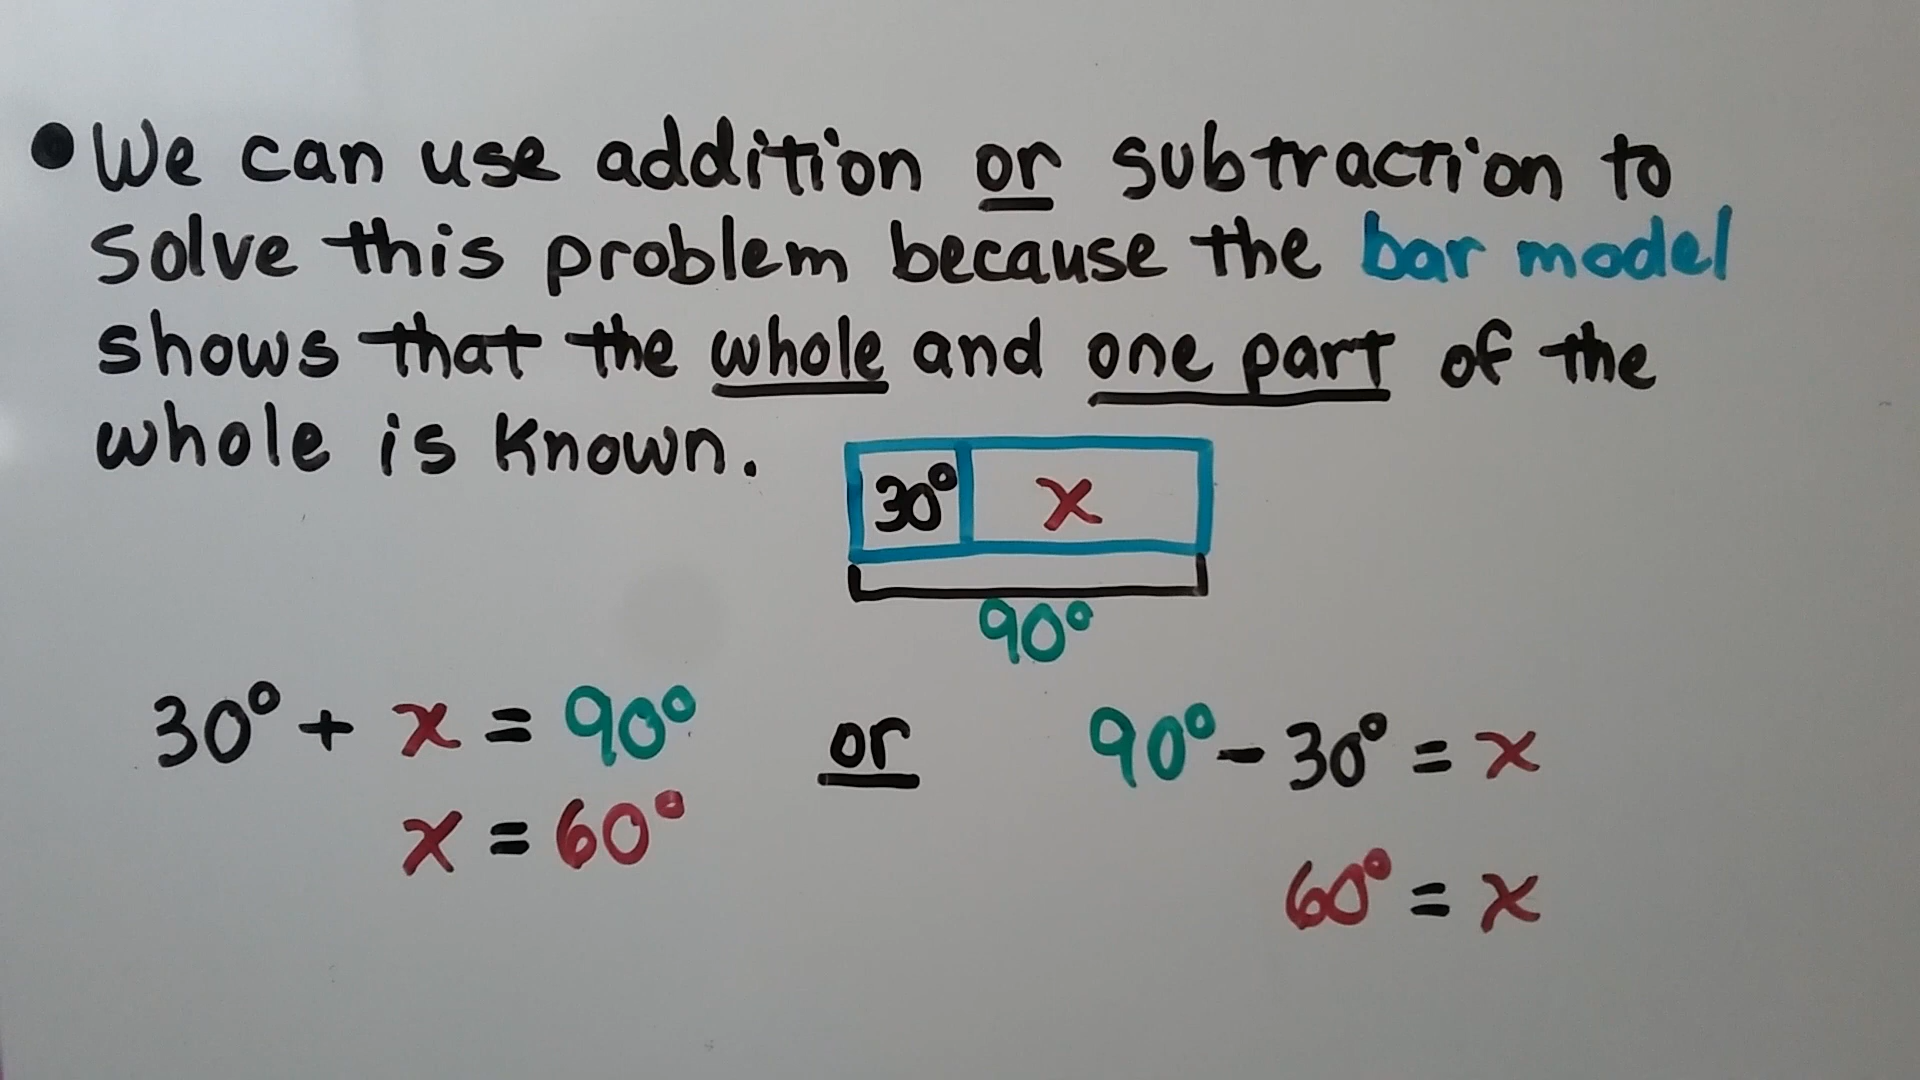 • We can use addition or subtraction to
solve this problem because the bar model
shows that the whole and one part of the
whole is known.
30° x
90°
30° + x = 90° or 90° - 30° = x
x = 60°
60° = x